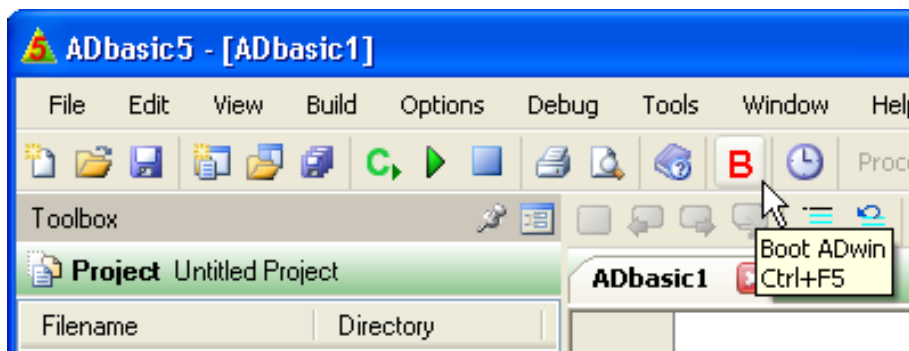 ADbasic5 - [ADbasic1]
File Edit View Build Options Debug Tools Window Help
C B
Toolbox
Boot ADwin
Ctrl+F5
Project Untitled Project
ADbasic1
Filename Directory